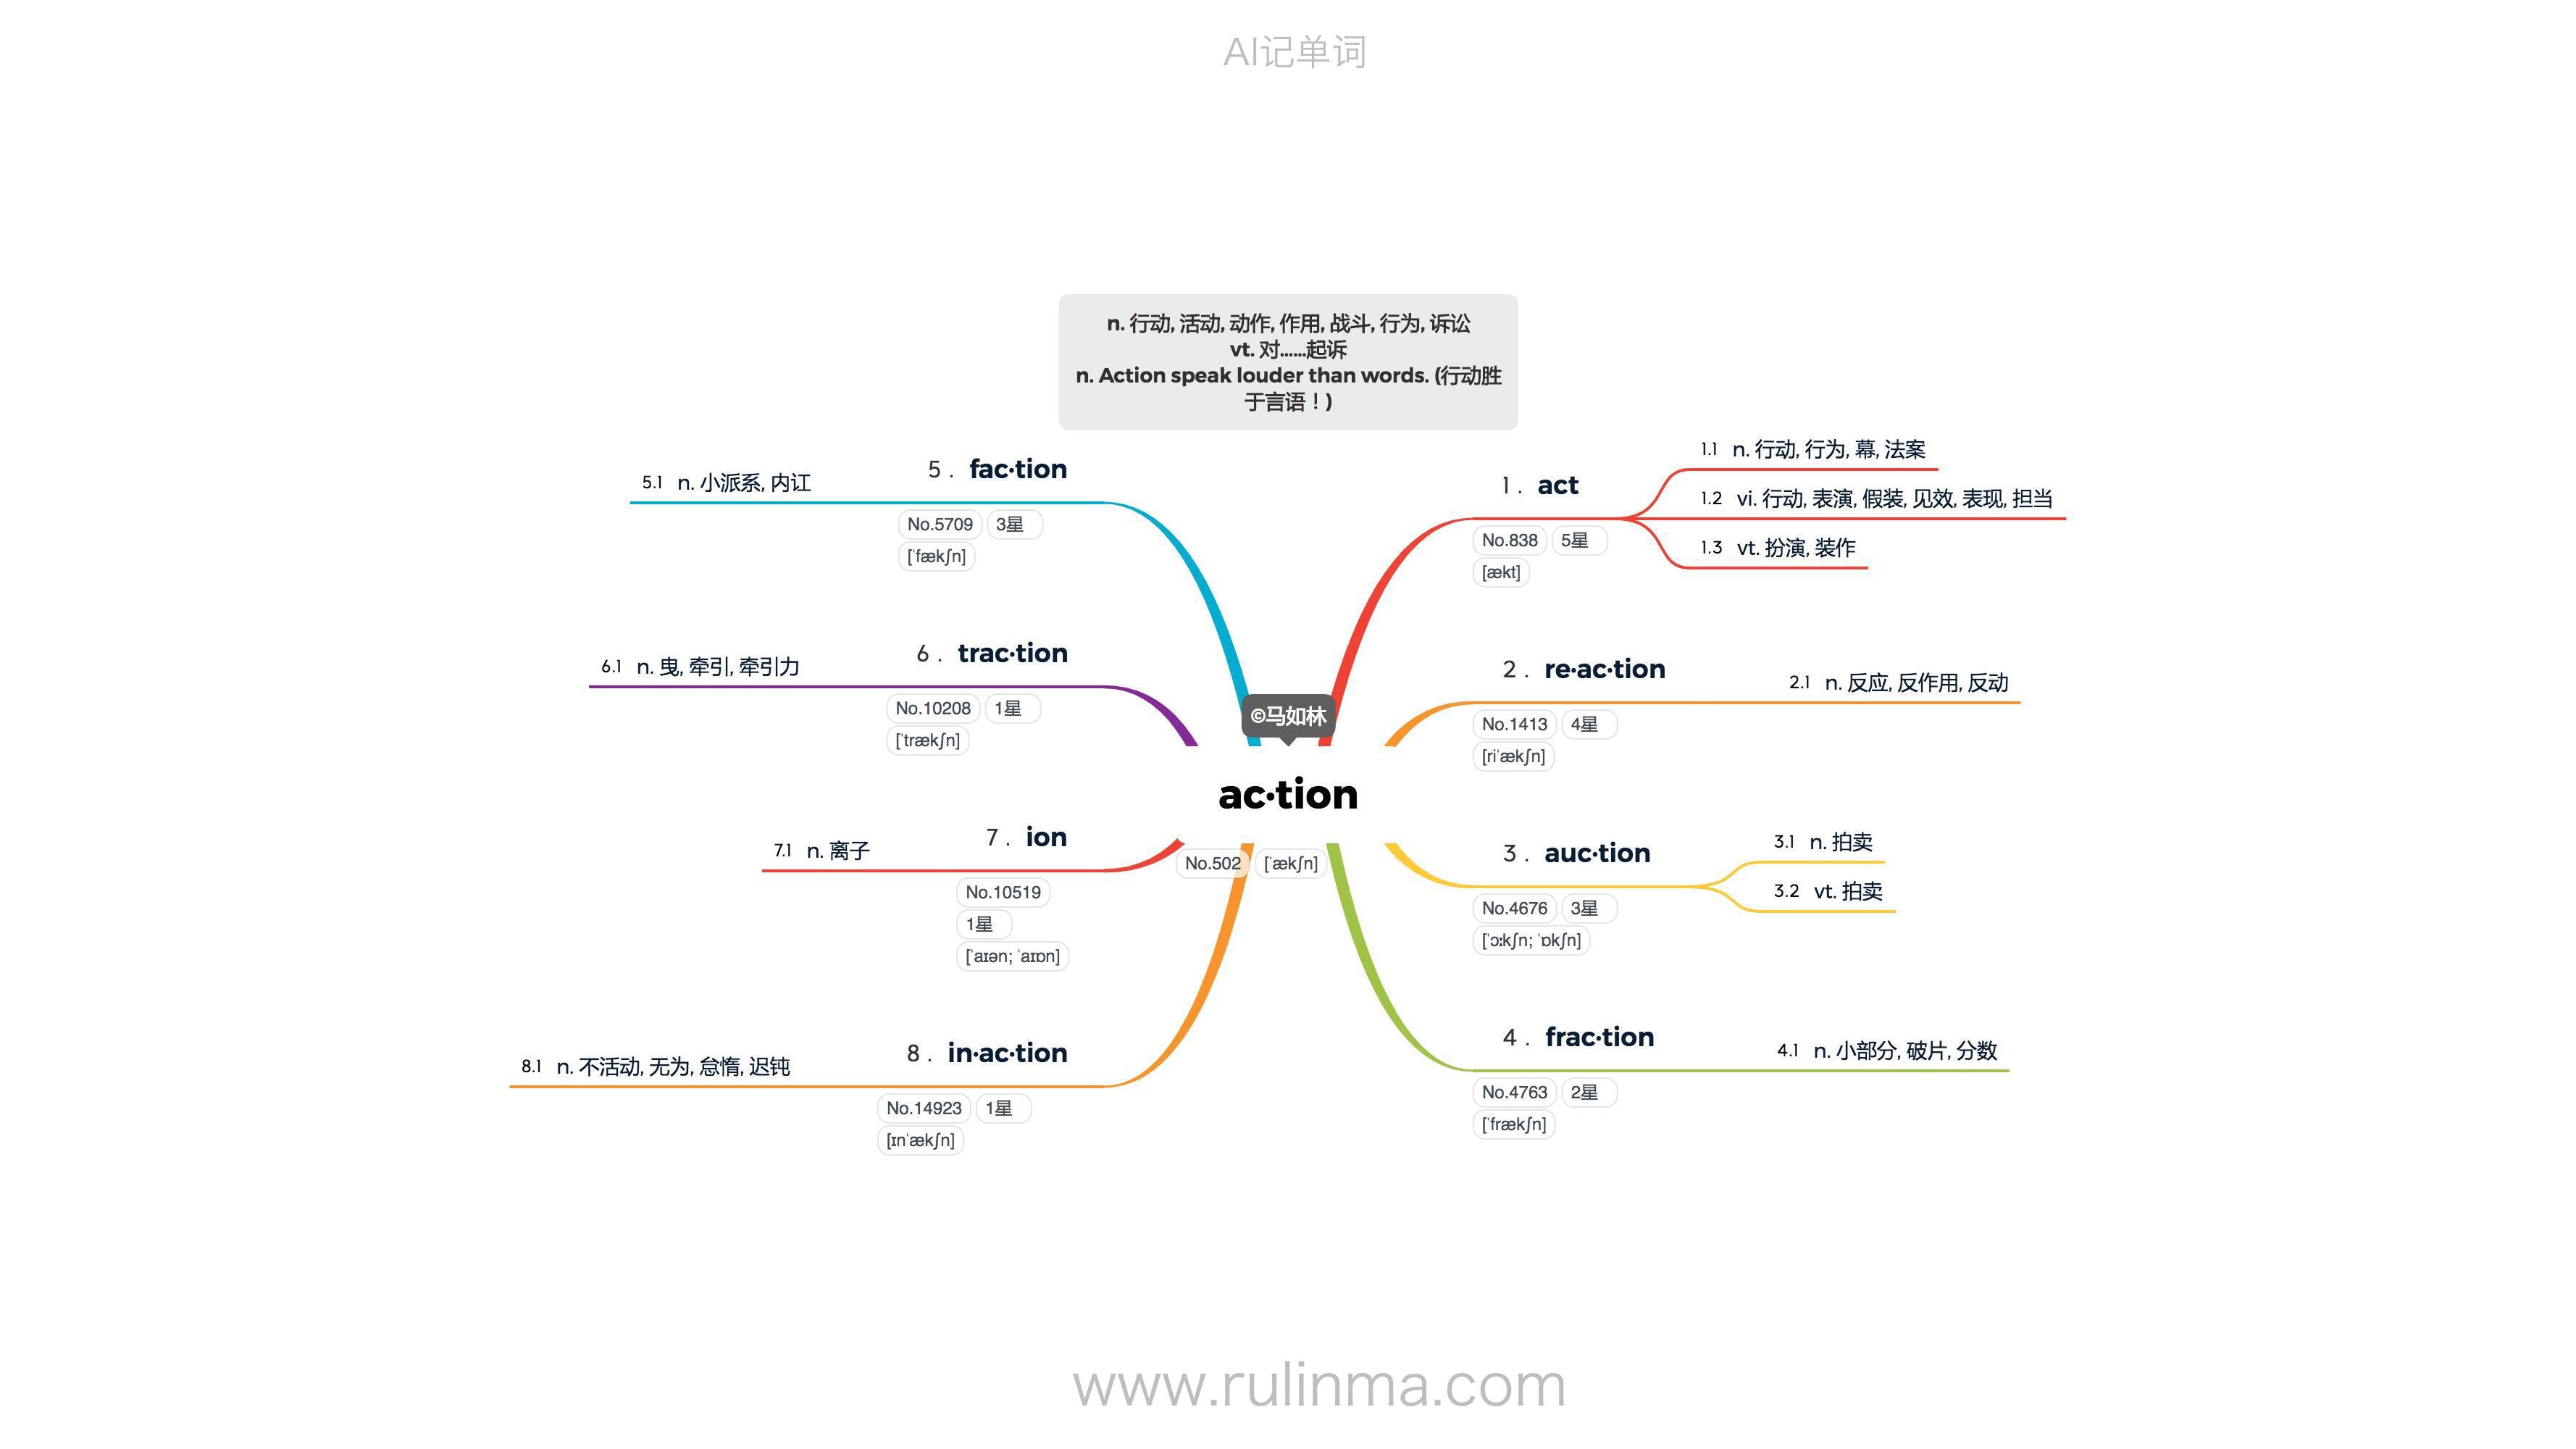 AI记单词
n. 行动, 活动, 动作, 作用, 战斗, 行为, 诉讼
vt. 对……起诉
n. Action speak louder than words. (行动胜
于言语！)
©马如林
ac·tion
No.502 [ˈækʃn]
1 . act
No.838 5星
[ækt]
1.1 n. 行动, 行为, 幕, 法案
1.2 vi. 行动, 表演, 假装, 见效, 表现, 担当
1.3 vt. 扮演, 装作
2 . re·ac·tion
No.1413 4星
[riˈækʃn]
2.1 n. 反应, 反作用, 反动
3 . auc·tion
No.4676 3星
[ˈɔːkʃn; ˈɒkʃn]
3.1 n. 拍卖
3.2 vt. 拍卖
4 . frac·tion
No.4763 2星
[ˈfrækʃn]
4.1 n. 小部分, 破片, 分数
5 . fac·tion
No.5709 3星
[ˈfækʃn]
5.1 n. 小派系, 内讧
6 . trac·tion
No.10208 1星
[ˈtrækʃn]
6.1 n. 曳, 牵引, 牵引力
7 . ion
No.10519
1星
[ˈaɪən; ˈaɪɒn]
7.1 n. 离子
8 . in·ac·tion
No.14923 1星
[ɪnˈækʃn]
8.1 n. 不活动, 无为, 怠惰, 迟钝
www.rulinma.com